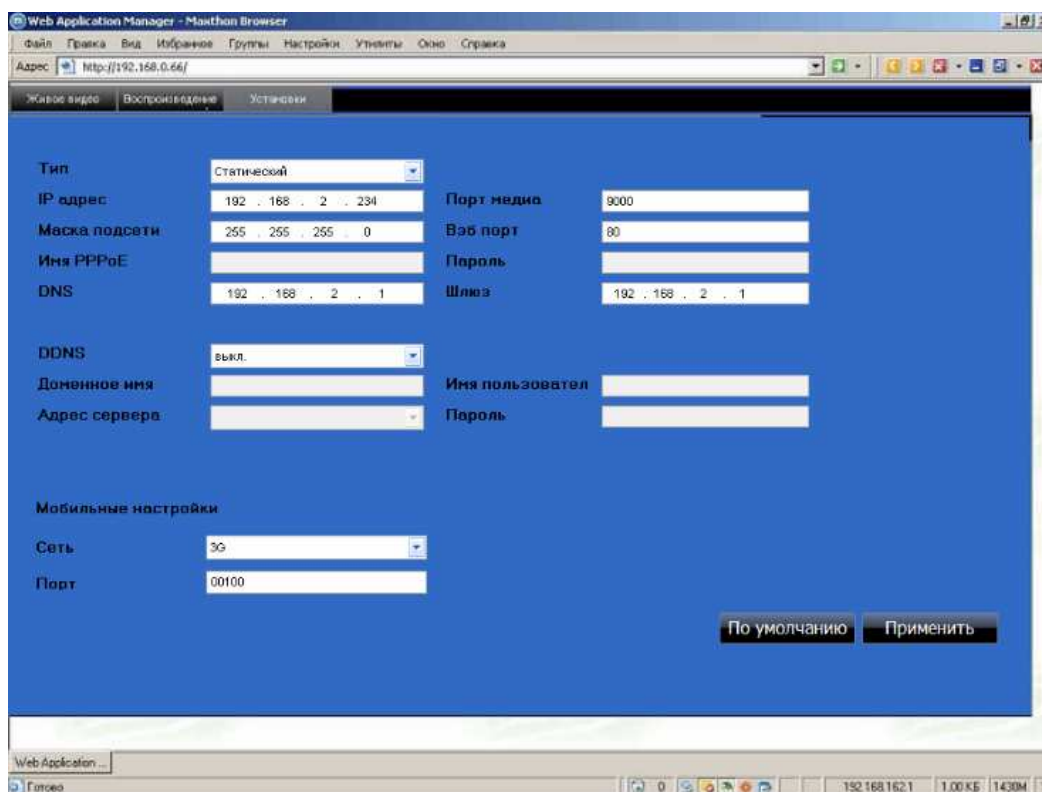 Web Application Manager - Maxthon Browser
Файл Правка Вид Избранное Группы Настройки Утилиты Окно Справка
Адрес http://192.168.0.66/
Живое видео Воспроизведение Установки
Тип Статический
IP адрес 192 . 168 . 2 . 234 Порт медиа 9000
Маска подсети 255 . 255 . 255 . 0 Вэб порт 80
Имя PPPoE Пароль
DNS 192 . 168 . 2 . 1 Шлюз 192 . 168 . 2 . 1
DDNS выкл.
Доменное имя Имя пользовател
Адрес сервера Пароль
Мобильные настройки
Сеть 3G
Порт 00100
По умолчанию Применить
Web Application ...
Готово 0 192.168.162.1 1.00 КБ 1430M